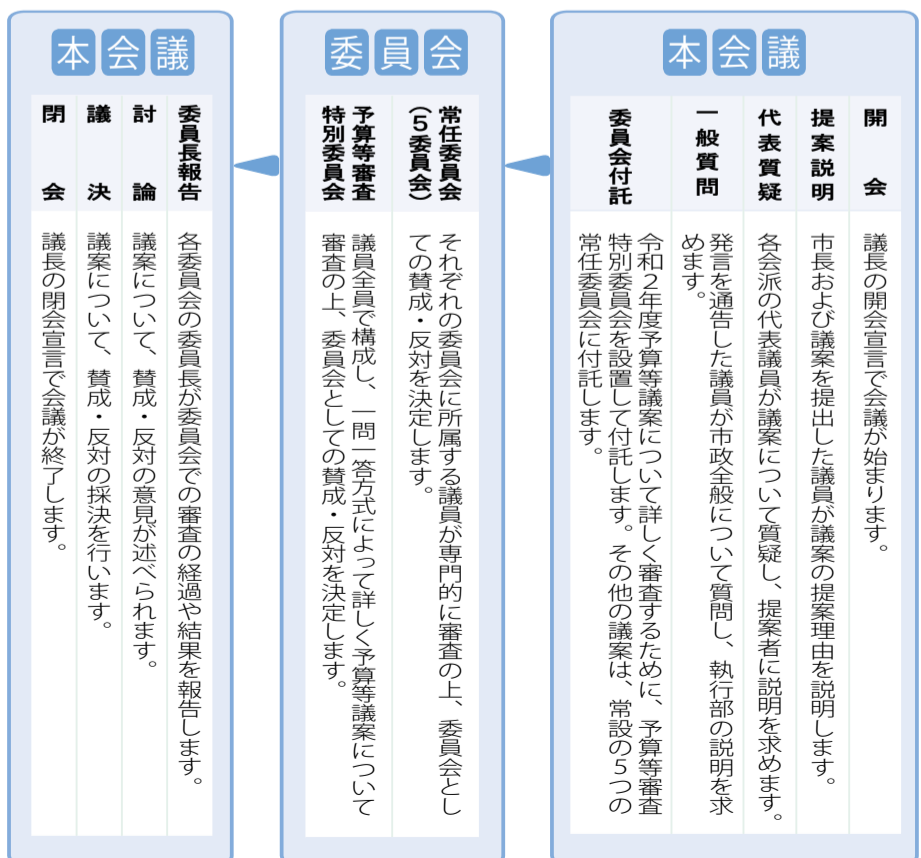 本会議
開会
議長の開会宣言で会議が始まります。
提案説明
市長および議案を提出した議員が議案の提案理由を説明します。
代表質疑
各会派の代表議員が議案について質疑し、提案者に説明を求めます。
一般質問
発言を通告した議員が市政全般について質問し、執行部の説明を求
めます。
委員会付託
令和2年度予算等議案について詳しく審査するために、予算等審査
特別委員会を設置して付託します。その他の議案は、常設の5つの
常任委員会に付託します。
委員会
常任委員会
（5委員会）
それぞれの委員会に所属する議員が専門的に審査の上、委員会とし
ての賛成・反対を決定します。
予算等審査
特別委員会
議員全員で構成し、一問一答方式によって詳しく予算等議案について
審査の上、委員会としての賛成・反対を決定します。
本会議
委員長報告
各委員会の委員長が委員会での審査の経過や結果を報告します。
討論
議案について、賛成・反対の意見が述べられます。
議決
議案について、賛成・反対の採決を行います。
閉会
議長の閉会宣言で会議が終了します。